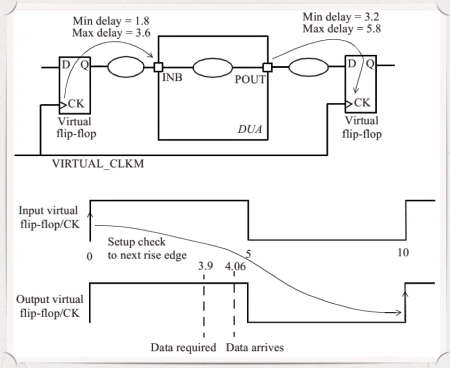 Min delay = 1.8
Max delay = 3.6
Min delay = 3.2
Max delay = 5.8
D Q
INB
POUT
D Q
CK
CK
Virtual
flip-flop
DUA
Virtual
flip-flop
VIRTUAL_CLKM
Input virtual
flip-flop/CK
Setup check
to next rise edge
0
5
10
3.9
4.06
Output virtual
flip-flop/CK
Data required
Data arrives